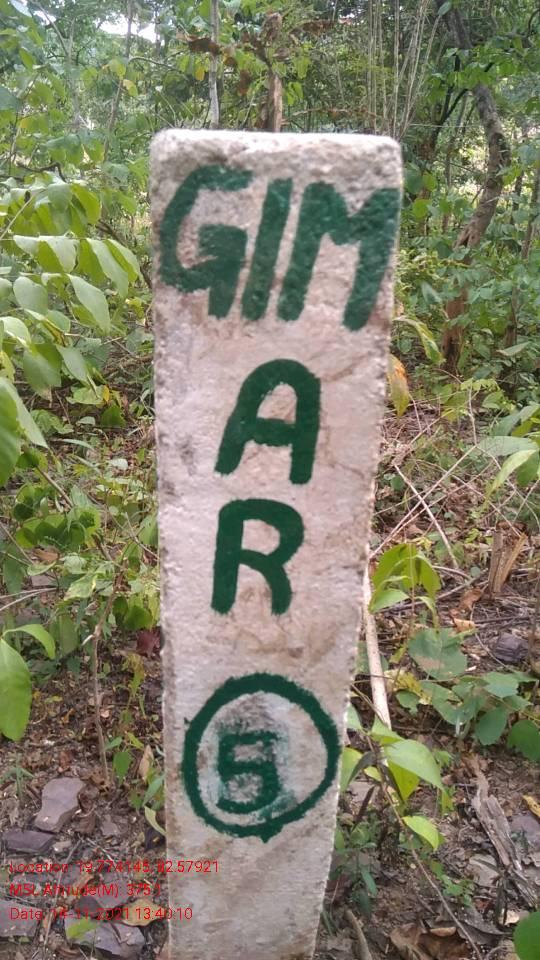 GIM
A
R
5
Location: 19.774145, 82.57921
MSL Altitude(M): 375.1
Date: 14-11-2021 13:40:10